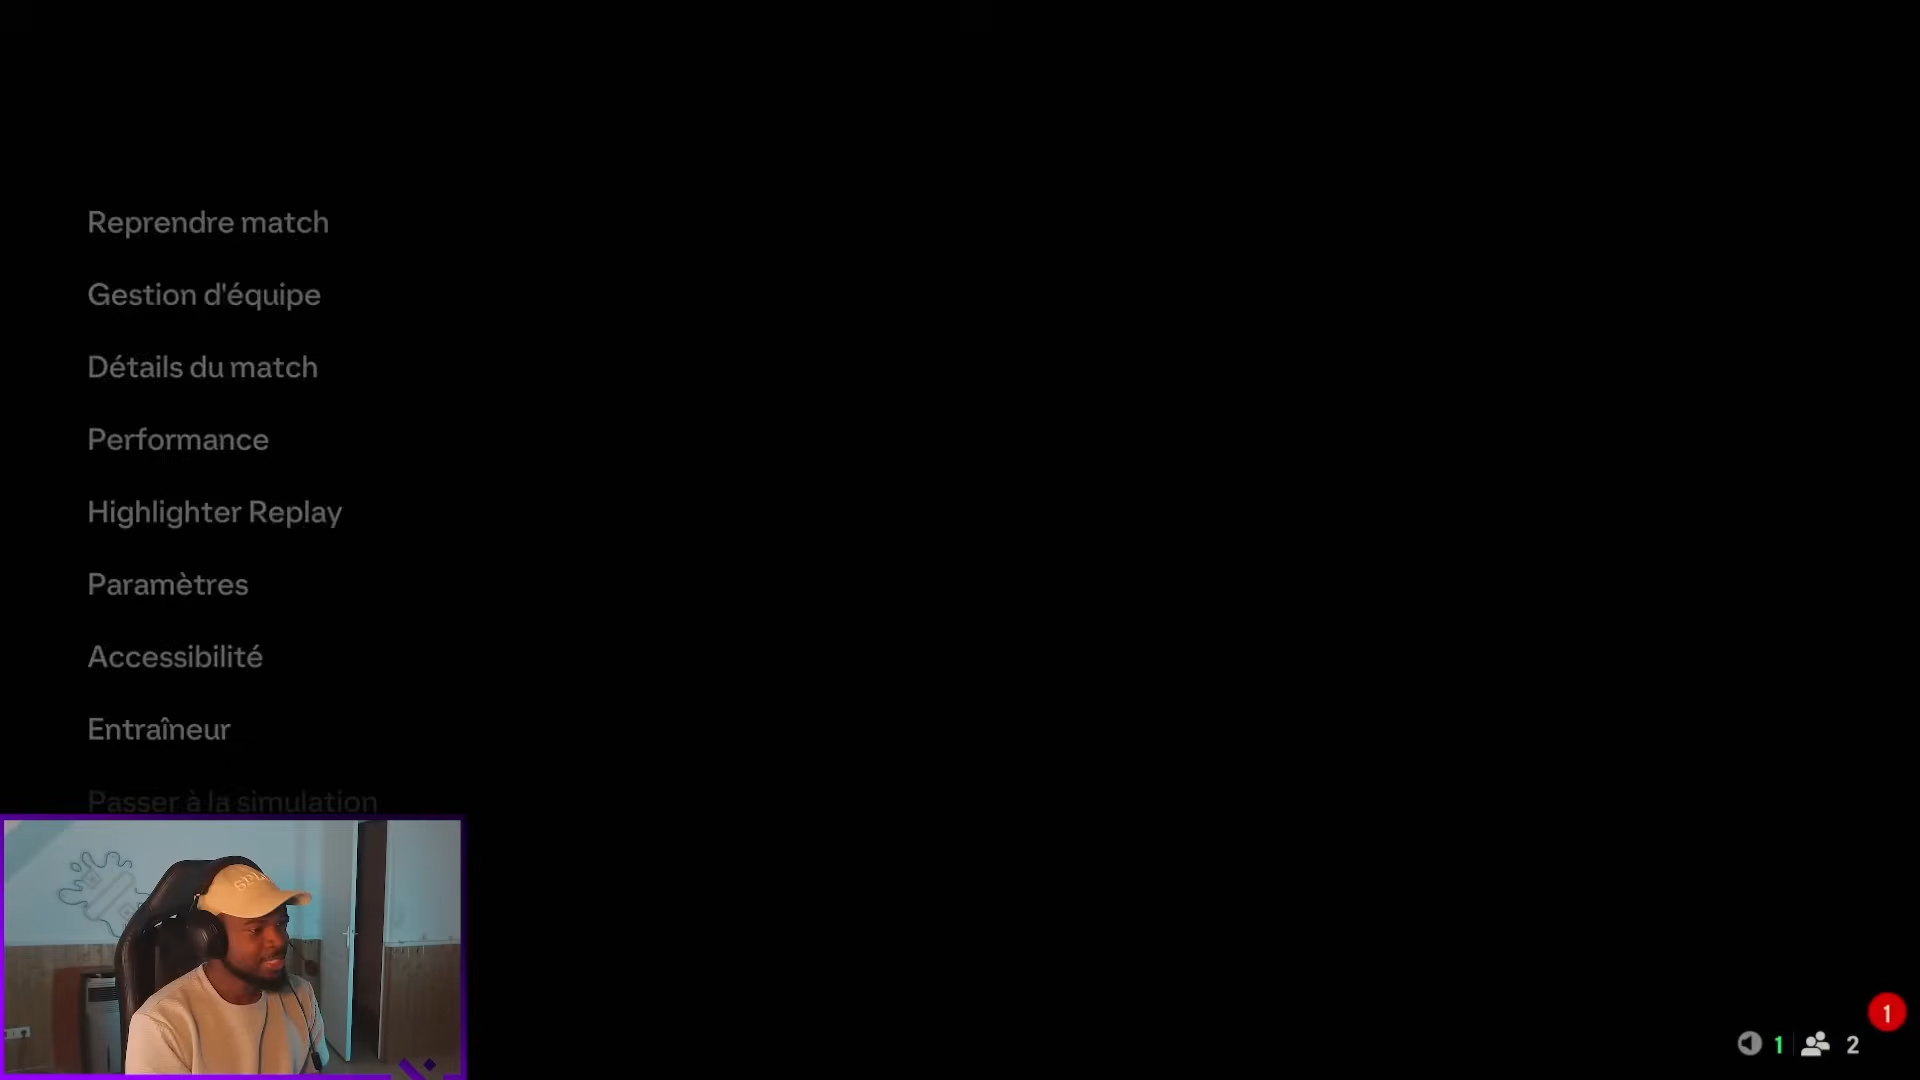 Reprendre match
Gestion d'équipe
Détails du match
Performance
Highlighter Replay
Paramètres
Accessibilité
Entraîneur
Passer à la simulation
1
1
2